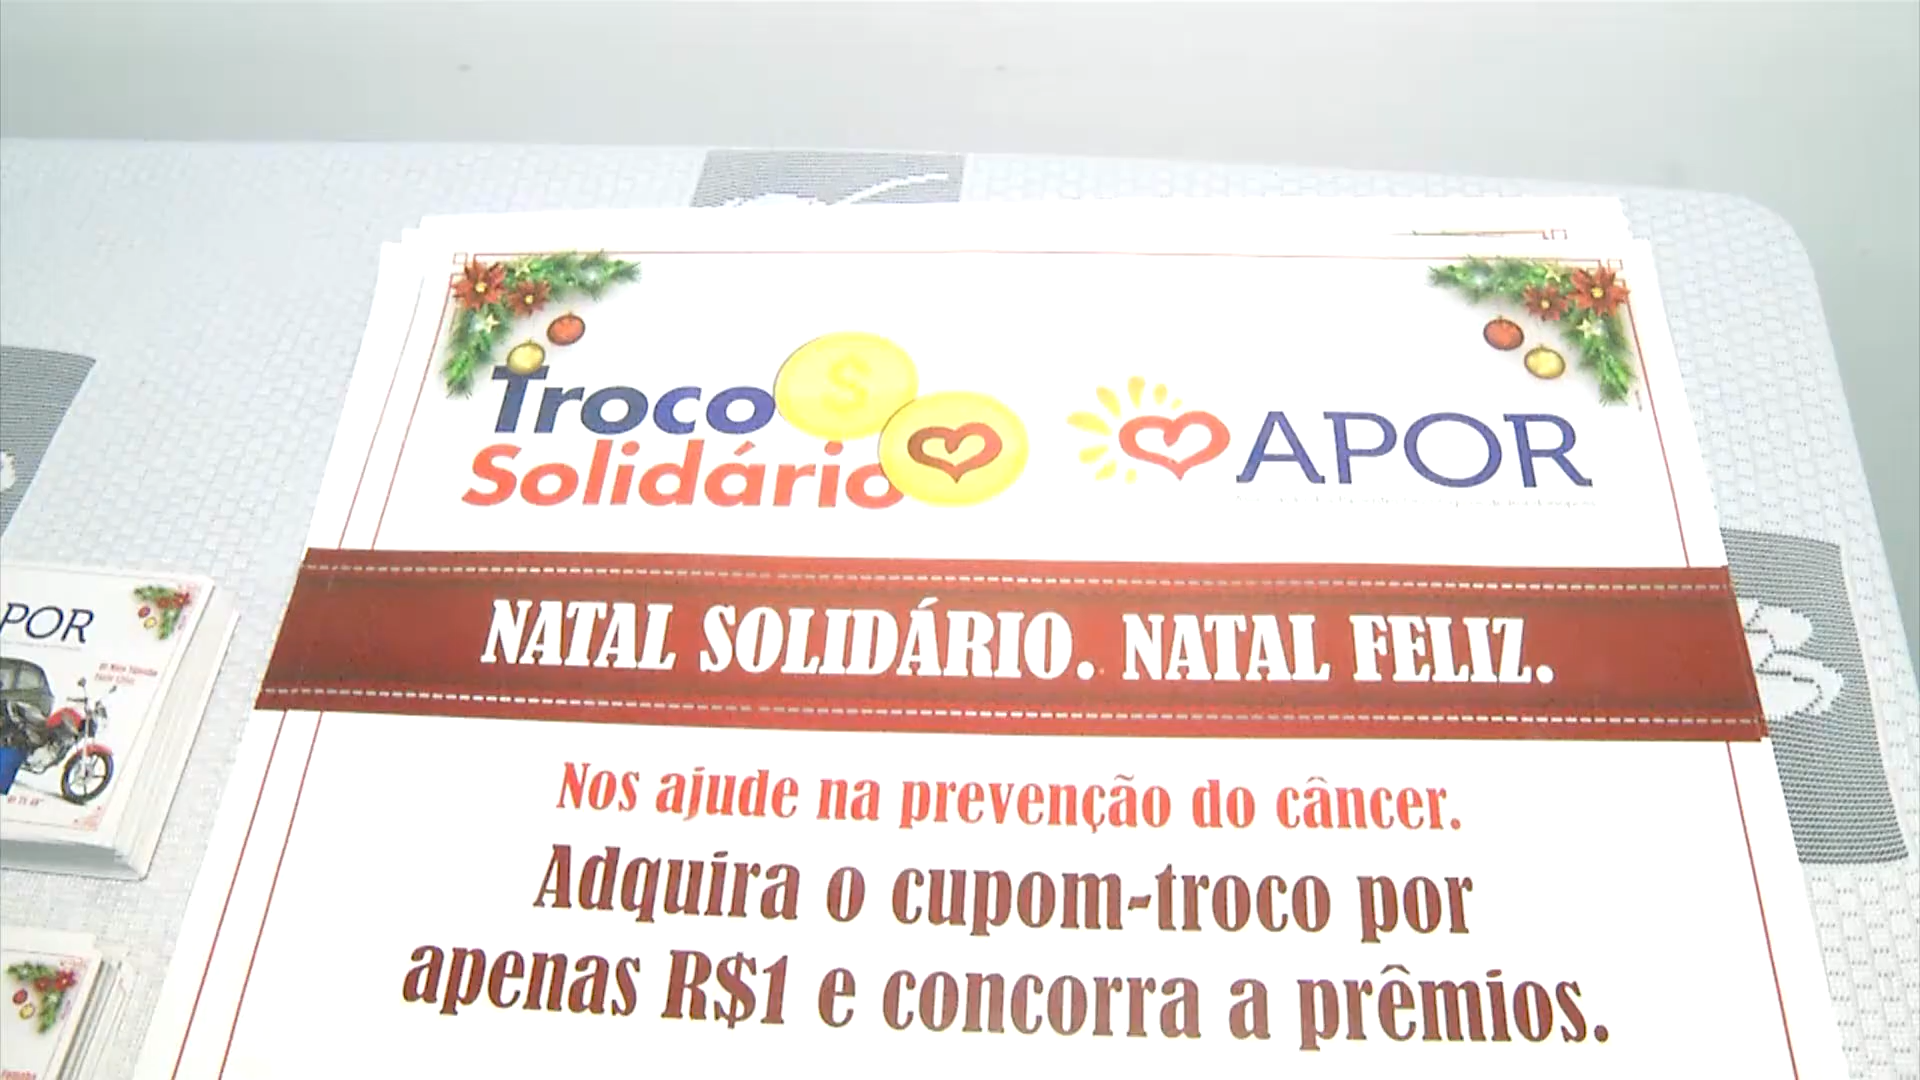 Troco
Solidário
APOR
NATAL SOLIDÁRIO. NATAL FELIZ.
Nos ajude na prevenção do câncer.
Adquira o cupom-troco por
apenas R$1 e concorra a prêmios.
POR